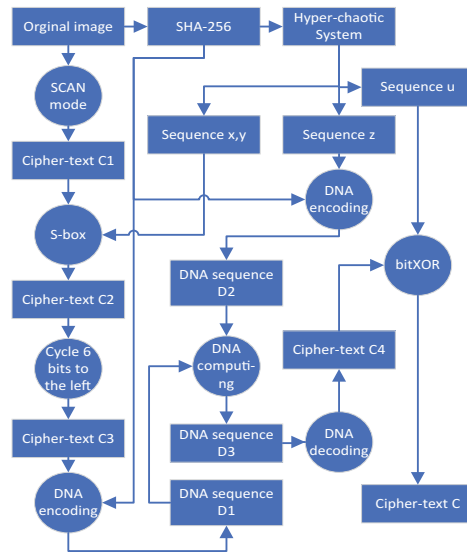 Orginal image
SHA-256
Hyper-chaotic
System
SCAN
mode
Sequence u
Sequence x,y
Sequence z
Cipher-text C1
DNA
encoding
S-box
bitXOR
DNA sequence
D2
Cipher-text C2
DNA
computi-
ng
Cipher-text C4
Cycle 6
bits to
the left
Cipher-text C3
DNA sequence
D3
DNA
decoding
DNA
encoding
DNA sequence
D1
Cipher-text C